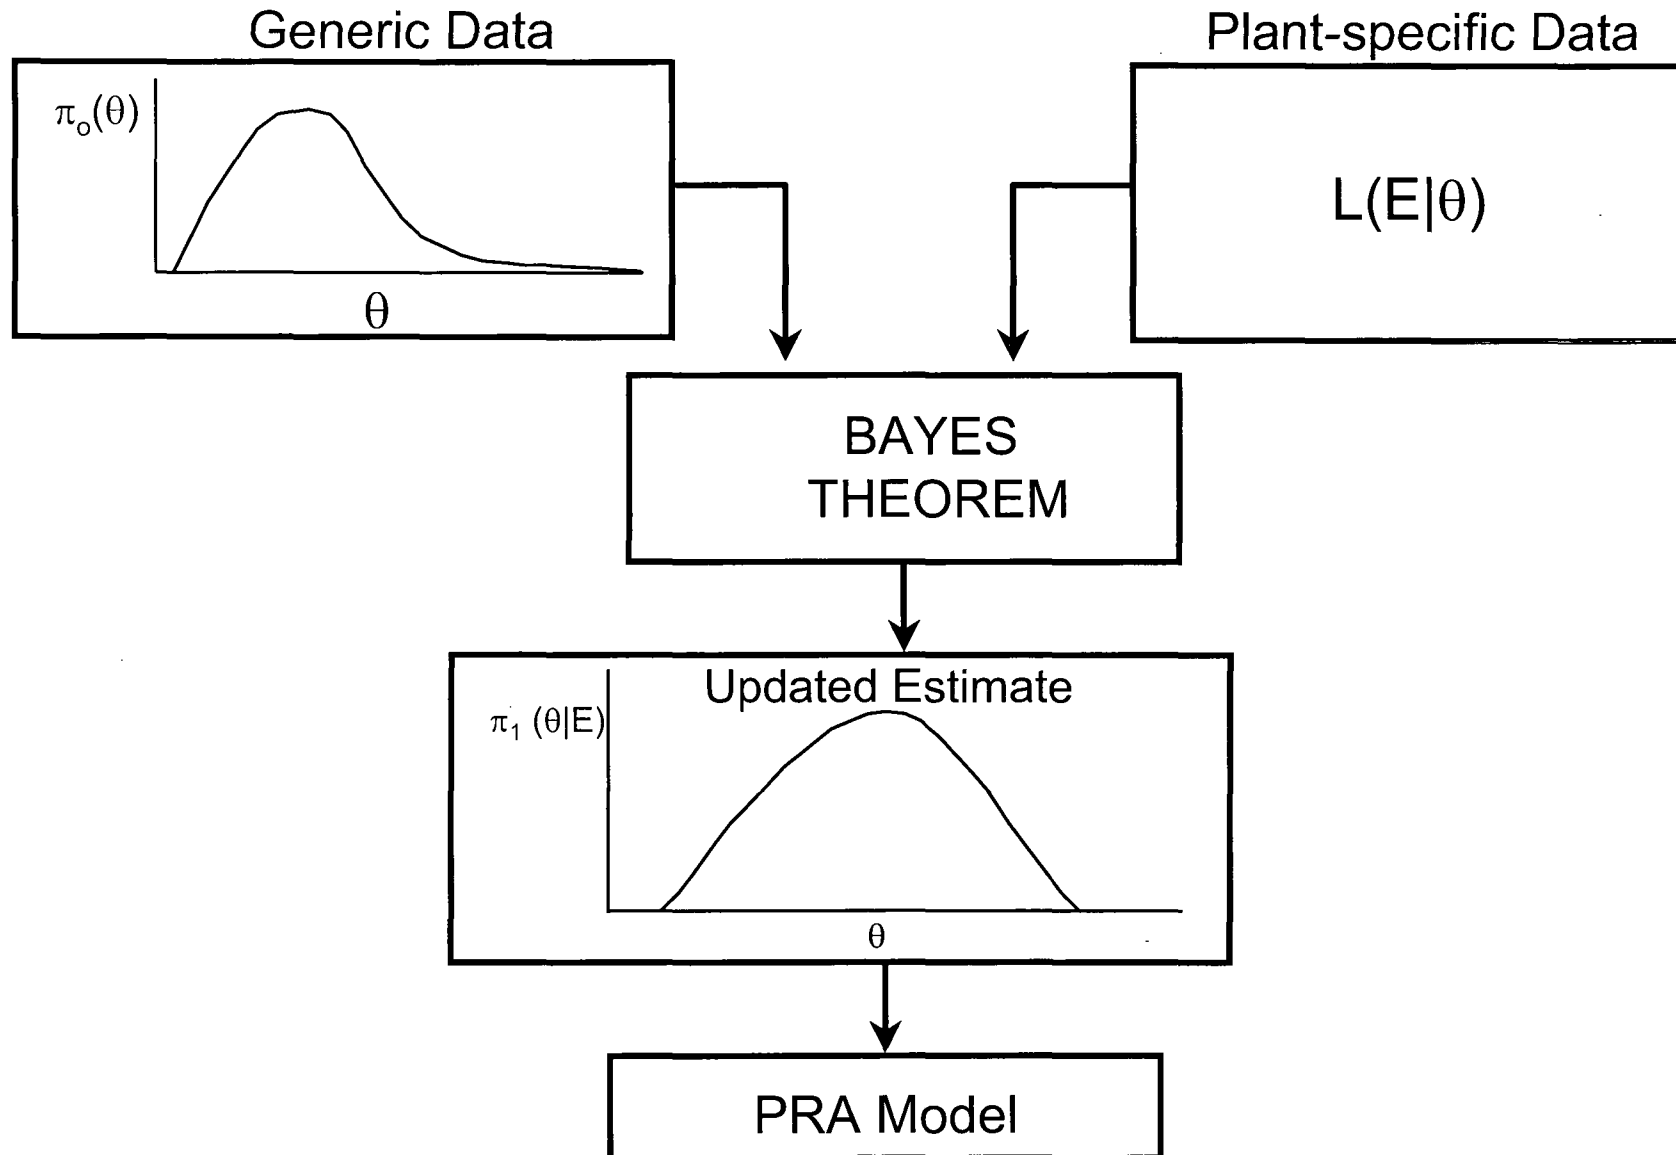 Generic Data
Plant-specific Data
π₀(θ)
θ
L(E|θ)
BAYES
THEOREM
Updated Estimate
π₁ (θ|E)
θ
PRA Model